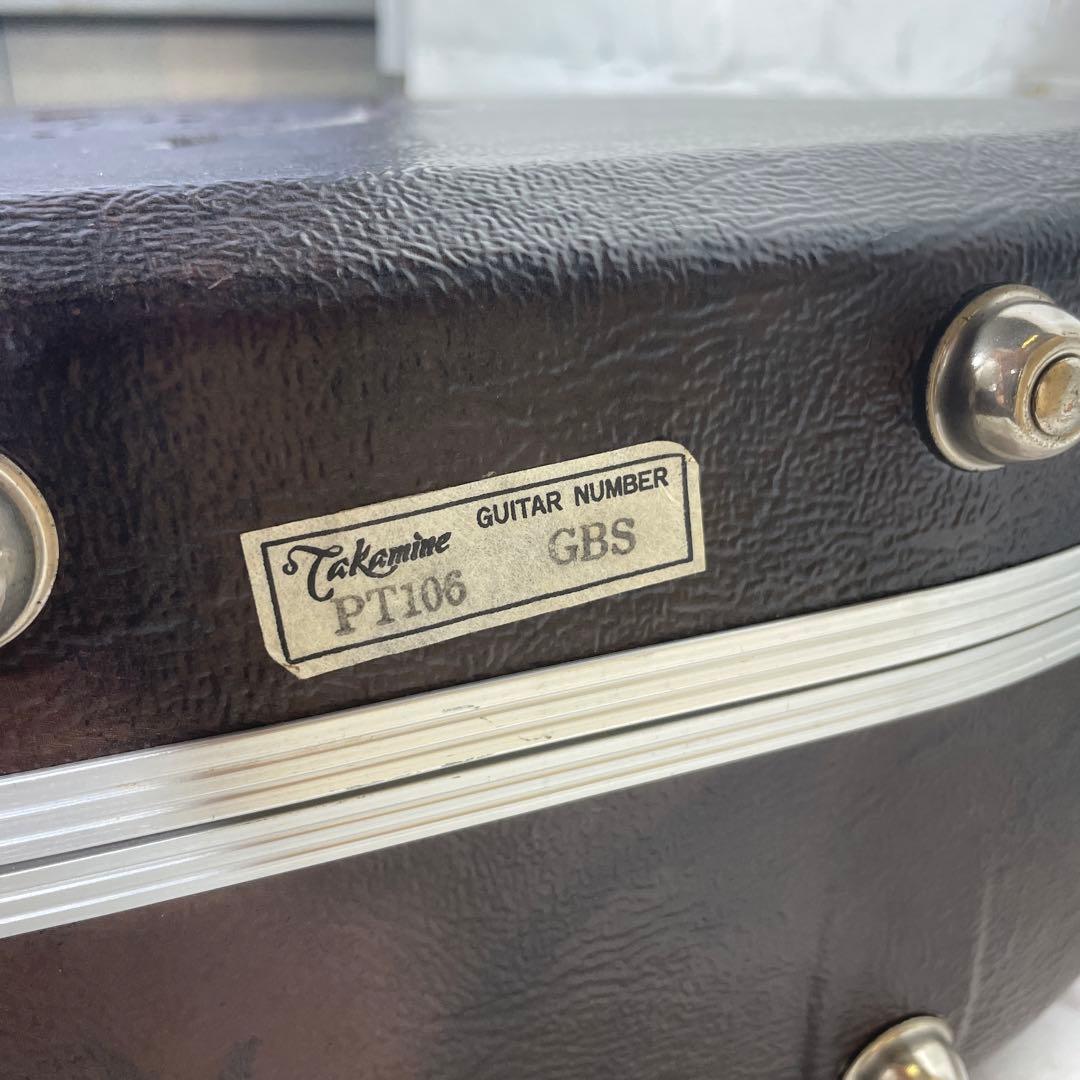 GUITAR NUMBER
Takamine
PT106 GBS